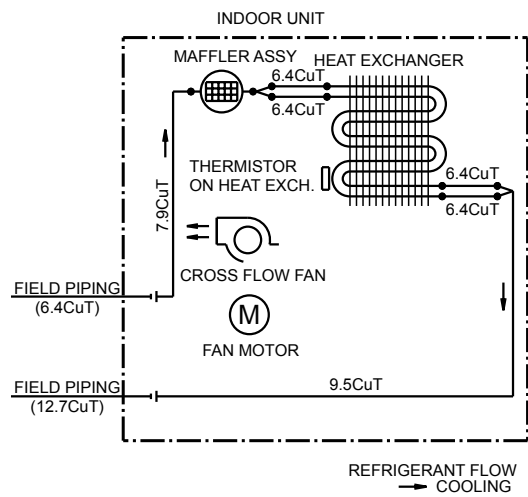 INDOOR UNIT
MAFFLER ASSY
HEAT EXCHANGER
6.4CuT
6.4CuT
THERMISTOR
ON HEAT EXCH.
6.4CuT
6.4CuT
7.9CuT
CROSS FLOW FAN
FIELD PIPING
(6.4CuT)
M
FAN MOTOR
FIELD PIPING
(12.7CuT)
9.5CuT
REFRIGERANT FLOW
COOLING